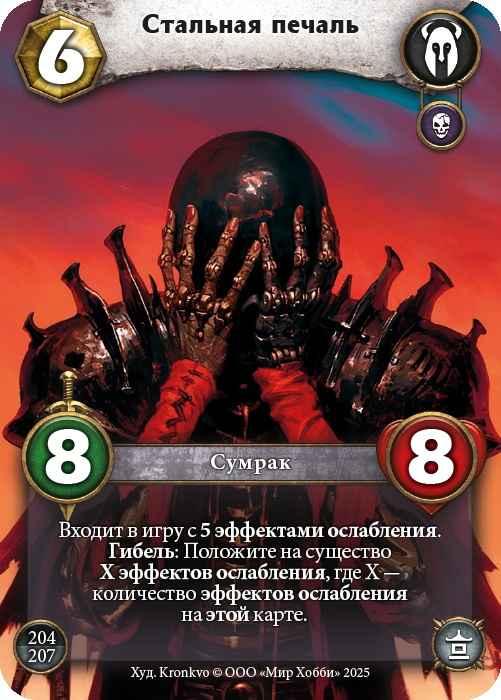 Стальная печаль
6
8
Сумрак
8
Входит в игру с 5 эффектами ослабления.
Гибель: Положите на существо
X эффектов ослабления, где X —
количество эффектов ослабления
на этой карте.
204
207
Худ. Kronkvo © ООО «Мир Хобби» 2025